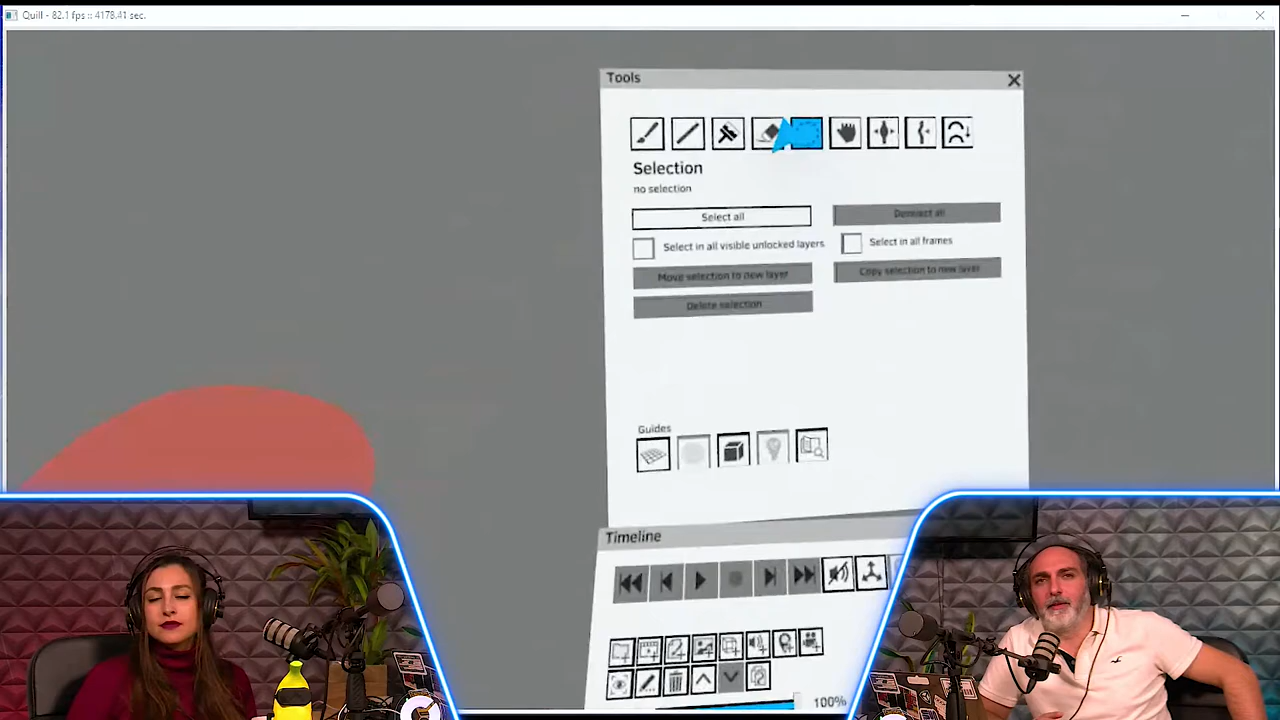 Quill - 82.1 fps :: 4178.41 sec.
Tools
Selection
no selection
Select all
Deselect all
Select in all visible unlocked layers
Select in all frames
Move selection to new layer
Copy selection to new layer
Delete selection
Guides
Timeline
100%